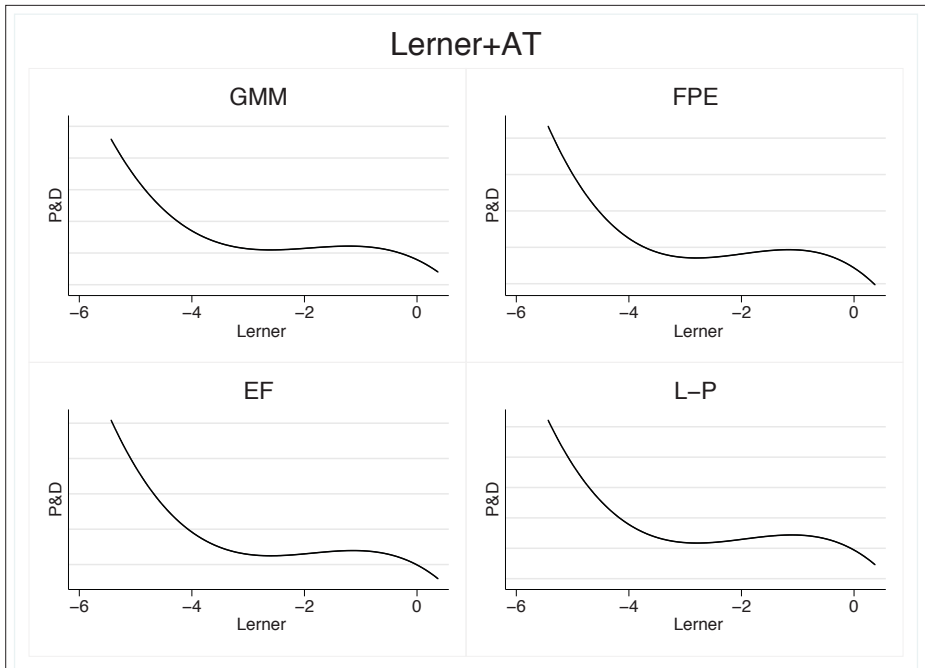 Lerner+AT
GMM
P&D
−6 −4 −2 0
Lerner
FPE
P&D
−6 −4 −2 0
Lerner
EF
P&D
−6 −4 −2 0
Lerner
L−P
P&D
−6 −4 −2 0
Lerner